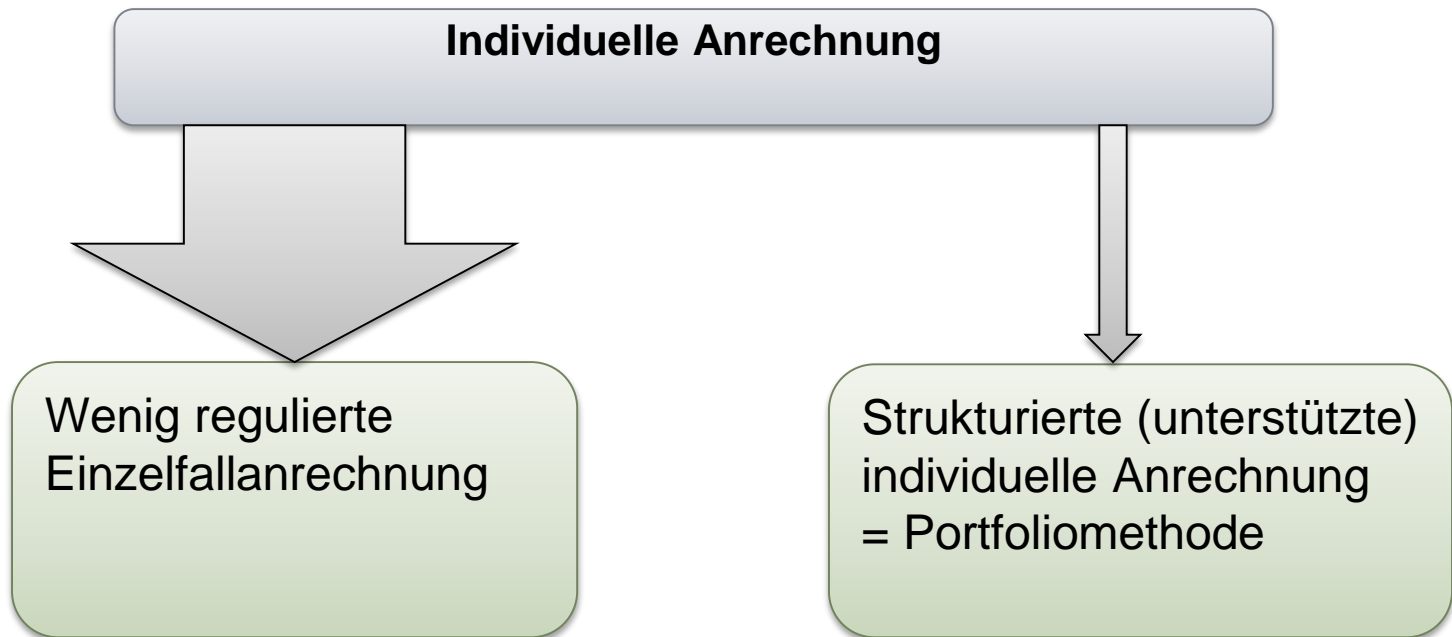 Individuelle Anrechnung
Wenig regulierte
Einzelfallanrechnung
Strukturierte (unterstützte)
individuelle Anrechnung
= Portfoliomethode